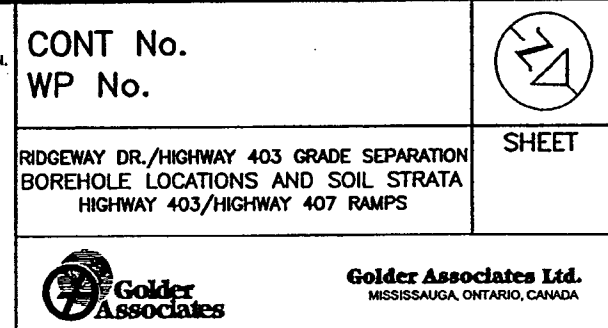 CONT No.
WP No.
SHEET
RIDGEWAY DR./HIGHWAY 403 GRADE SEPARATION
BOREHOLE LOCATIONS AND SOIL STRATA
HIGHWAY 403/HIGHWAY 407 RAMPS
Golder
Associates
Golder Associates Ltd.
MISSISSAUGA, ONTARIO, CANADA